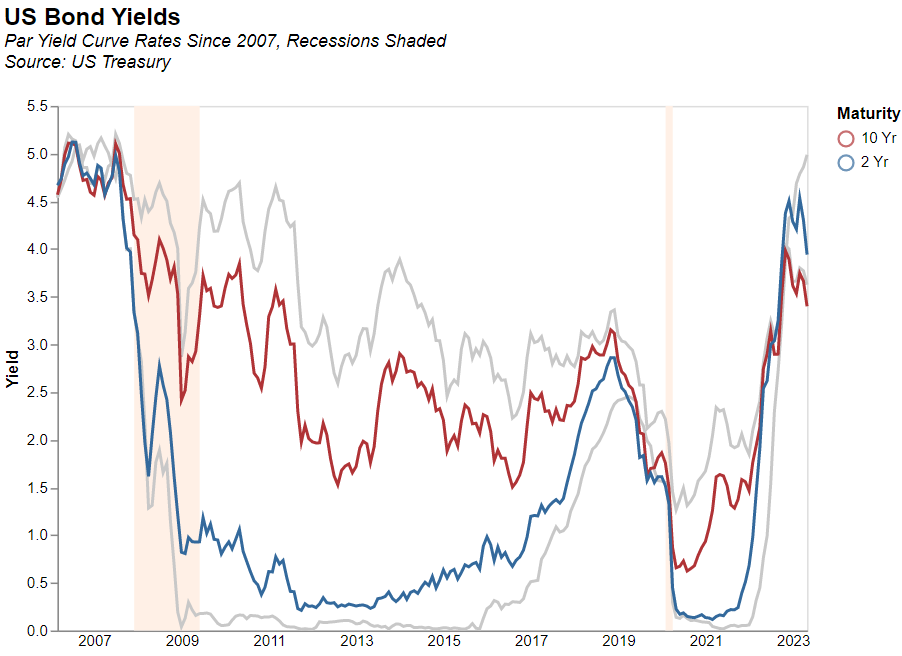 US Bond Yields
Par Yield Curve Rates Since 2007, Recessions Shaded
Source: US Treasury
Maturity
10 Yr
2 Yr
Yield
5.5
5.0
4.5
4.0
3.5
3.0
2.5
2.0
1.5
1.0
0.5
0.0
2007 2009 2011 2013 2015 2017 2019 2021 2023